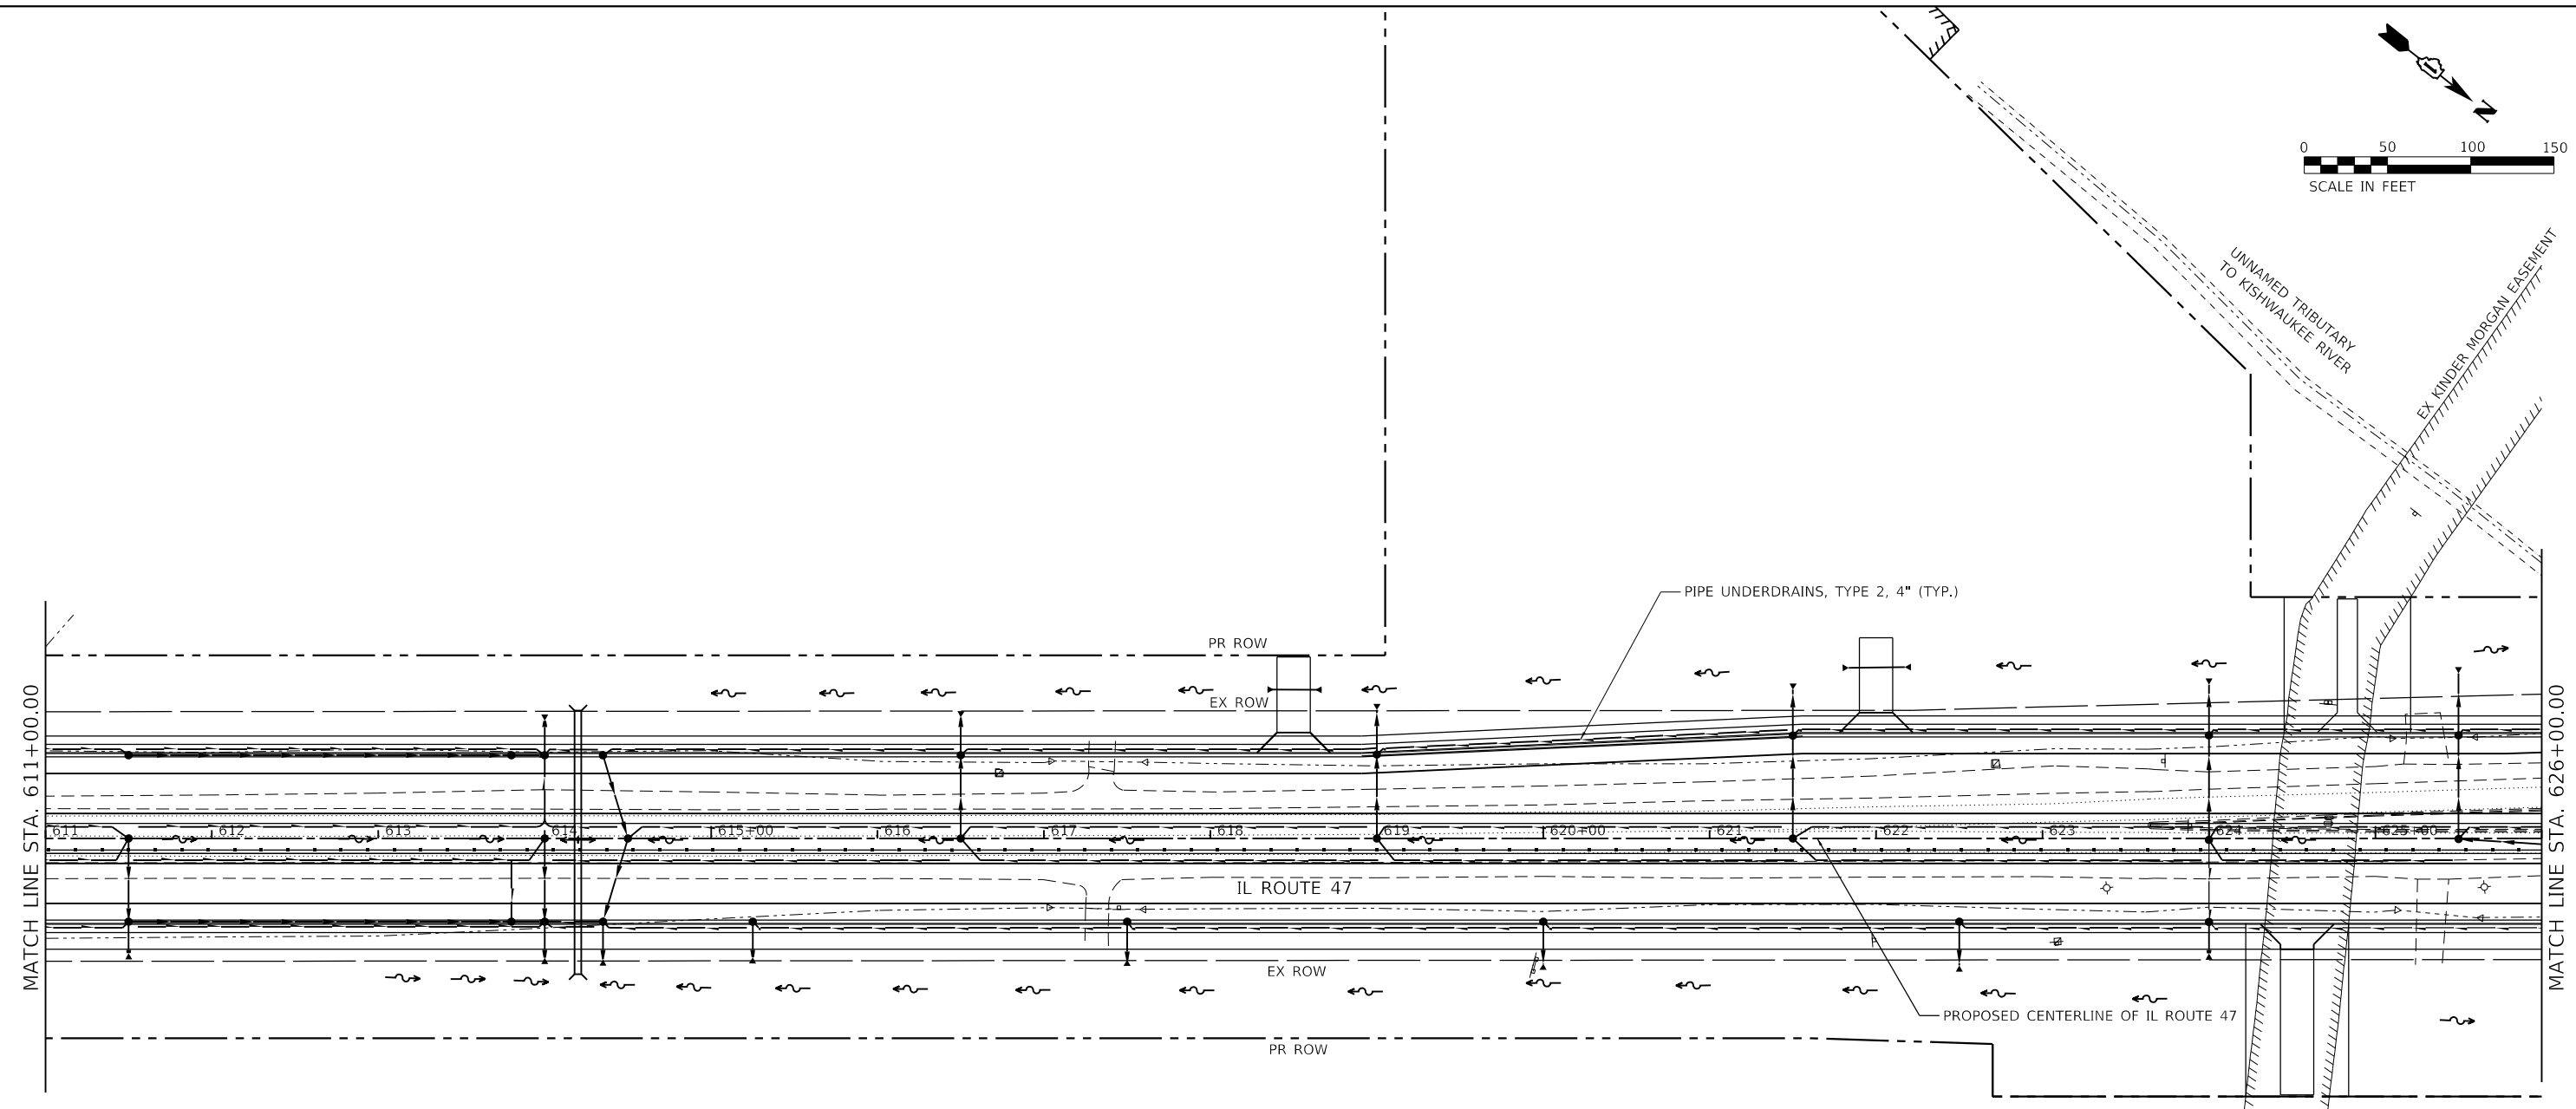 N
0 50 100 150
SCALE IN FEET
UNNAMED TRIBUTARY
TO KISHWAUKEE RIVER
EX KINDER MORGAN EASEMENT
PIPE UNDERDRAINS, TYPE 2, 4" (TYP.)
PR ROW
EX ROW
MATCH LINE STA. 611+00.00
MATCH LINE STA. 626+00.00
611 612 613 614 615+00 616 617 618 619 620+00 621 622 623 624 625+00
IL ROUTE 47
EX ROW
PROPOSED CENTERLINE OF IL ROUTE 47
PR ROW